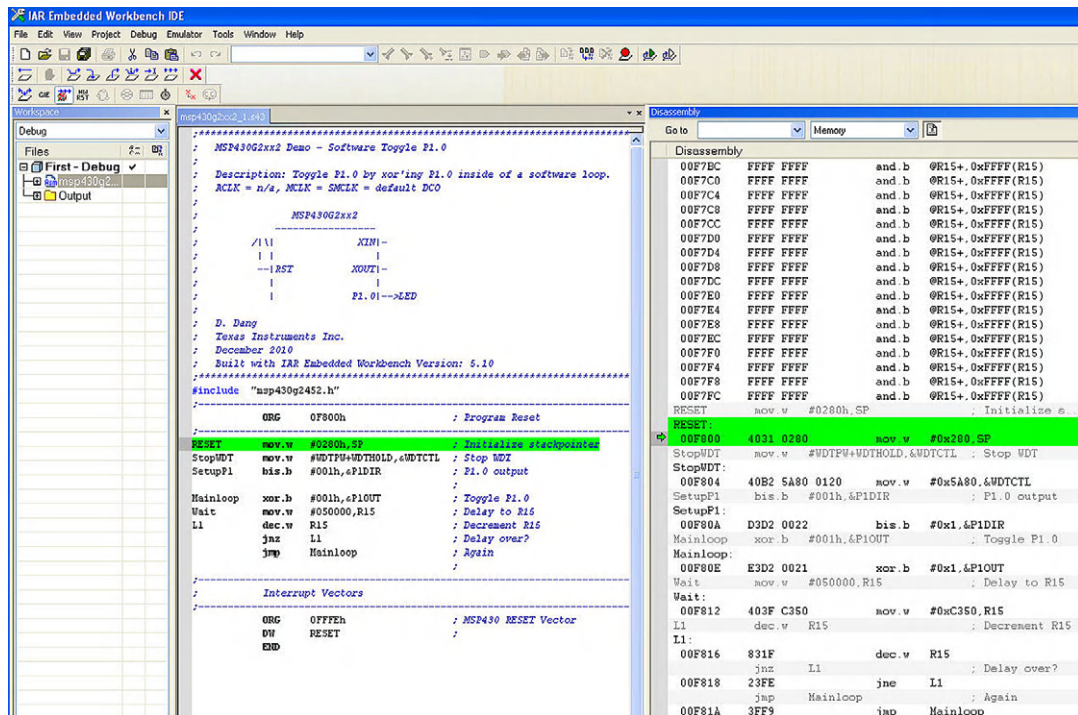 IAR Embedded Workbench IDE
File Edit View Project Debug Emulator Tools Window Help
Workspace
Debug
Files
First - Debug
msp430g2...
Output
msp430g2xx2_1.s43
;*******************************************************************************
; MSP430G2xx2 Demo - Software Toggle P1.0
;
; Description: Toggle P1.0 by xor'ing P1.0 inside of a software loop.
; ACLK = n/a, MCLK = SMCLK = default DCO
;
; MSP430G2xx2
; -----------------
; /|\| XIN|-
; | | |
; --|RST XOUT|-
; | |
; | P1.0|-->LED
;
; D. Dang
; Texas Instruments Inc.
; December 2010
; Built with IAR Embedded Workbench Version: 5.10
;*******************************************************************************
#include "msp430g2452.h"
;-------------------------------------------------------------------------------
ORG 0F800h ; Program Reset
;-------------------------------------------------------------------------------
RESET mov.w #0280h,SP ; Initialize stackpointer
StopWDT mov.w #WDTPW+WDTHOLD,&WDTCTL ; Stop WDT
SetupP1 bis.b #001h,&P1DIR ; P1.0 output
;
Mainloop xor.b #001h,&P1OUT ; Toggle P1.0
Wait mov.w #050000,R15 ; Delay to R15
L1 dec.w R15 ; Decrement R15
jnz L1 ; Delay over?
jmp Mainloop ; Again
;
;-------------------------------------------------------------------------------
; Interrupt Vectors
;-------------------------------------------------------------------------------
ORG 0FFFEh ; MSP430 RESET Vector
DW RESET ;
END
Disassembly
Go to Memory
Disassembly
00F7BC FFFF FFFF and.b @R15+,0xFFFF(R15)
00F7C0 FFFF FFFF and.b @R15+,0xFFFF(R15)
00F7C4 FFFF FFFF and.b @R15+,0xFFFF(R15)
00F7C8 FFFF FFFF and.b @R15+,0xFFFF(R15)
00F7CC FFFF FFFF and.b @R15+,0xFFFF(R15)
00F7D0 FFFF FFFF and.b @R15+,0xFFFF(R15)
00F7D4 FFFF FFFF and.b @R15+,0xFFFF(R15)
00F7D8 FFFF FFFF and.b @R15+,0xFFFF(R15)
00F7DC FFFF FFFF and.b @R15+,0xFFFF(R15)
00F7E0 FFFF FFFF and.b @R15+,0xFFFF(R15)
00F7E4 FFFF FFFF and.b @R15+,0xFFFF(R15)
00F7E8 FFFF FFFF and.b @R15+,0xFFFF(R15)
00F7EC FFFF FFFF and.b @R15+,0xFFFF(R15)
00F7F0 FFFF FFFF and.b @R15+,0xFFFF(R15)
00F7F4 FFFF FFFF and.b @R15+,0xFFFF(R15)
00F7F8 FFFF FFFF and.b @R15+,0xFFFF(R15)
00F7FC FFFF FFFF and.b @R15+,0xFFFF(R15)
RESET mov.w #0280h,SP ; Initialize s..
RESET:
00F800 4031 0280 mov.w #0x280,SP
StopWDT mov.w #WDTPW+WDTHOLD,&WDTCTL ; Stop WDT
StopWDT:
00F804 40B2 5A80 0120 mov.w #0x5A80,&WDTCTL
SetupP1 bis.b #001h,&P1DIR ; P1.0 output
SetupP1:
00F80A D3D2 0022 bis.b #0x1,&P1DIR
Mainloop xor.b #001h,&P1OUT ; Toggle P1.0
Mainloop:
00F80E E3D2 0021 xor.b #0x1,&P1OUT
Wait mov.w #050000,R15 ; Delay to R15
Wait:
00F812 403F C350 mov.w #0xC350,R15
L1 dec.w R15 ; Decrement R15
L1:
00F816 831F dec.w R15
jnz L1 ; Delay over?
00F818 23FE jne L1
jmp Mainloop ; Again
00F81A 3FF9 jmp Mainloop